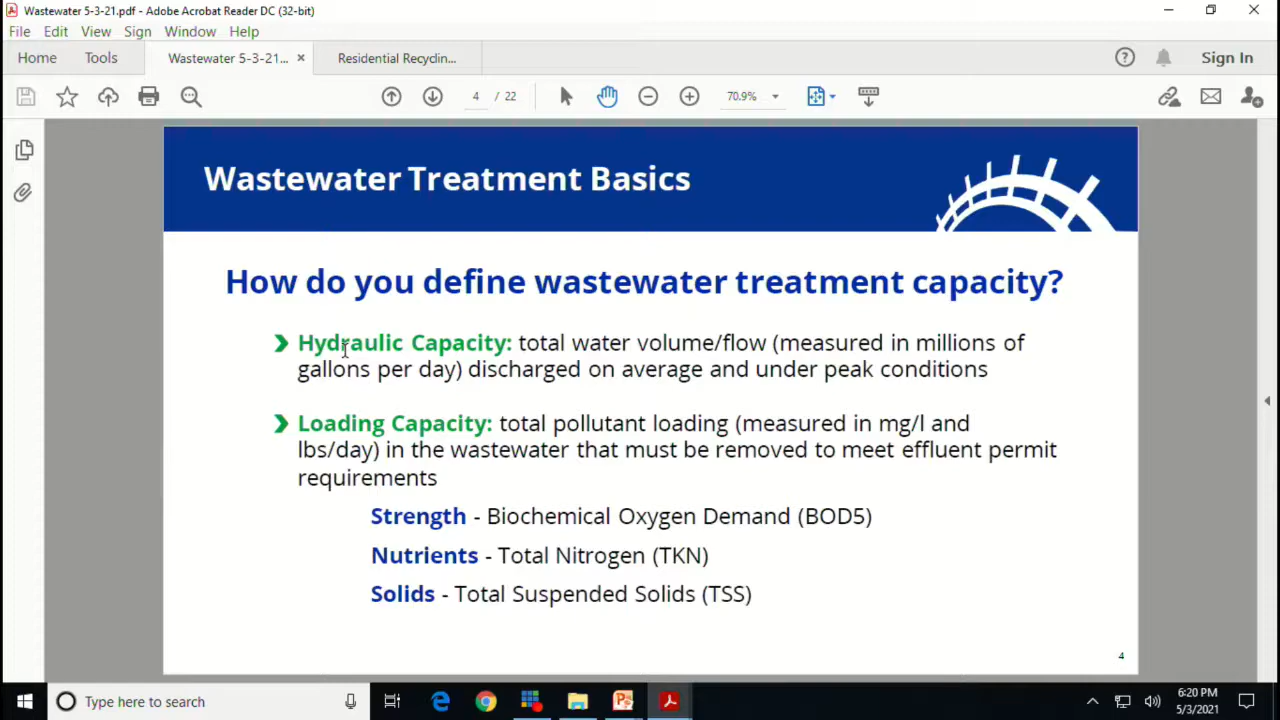 Wastewater 5-3-21.pdf - Adobe Acrobat Reader DC (32-bit)
File Edit View Sign Window Help
Home Tools Wastewater 5-3-21... × Residential Recyclin... Sign In
4 / 22 70.9%
Wastewater Treatment Basics
How do you define wastewater treatment capacity?
Hydraulic Capacity: total water volume/flow (measured in millions of
gallons per day) discharged on average and under peak conditions
Loading Capacity: total pollutant loading (measured in mg/l and
lbs/day) in the wastewater that must be removed to meet effluent permit
requirements
Strength - Biochemical Oxygen Demand (BOD5)
Nutrients - Total Nitrogen (TKN)
Solids - Total Suspended Solids (TSS)
4
Type here to search
6:20 PM
5/3/2021